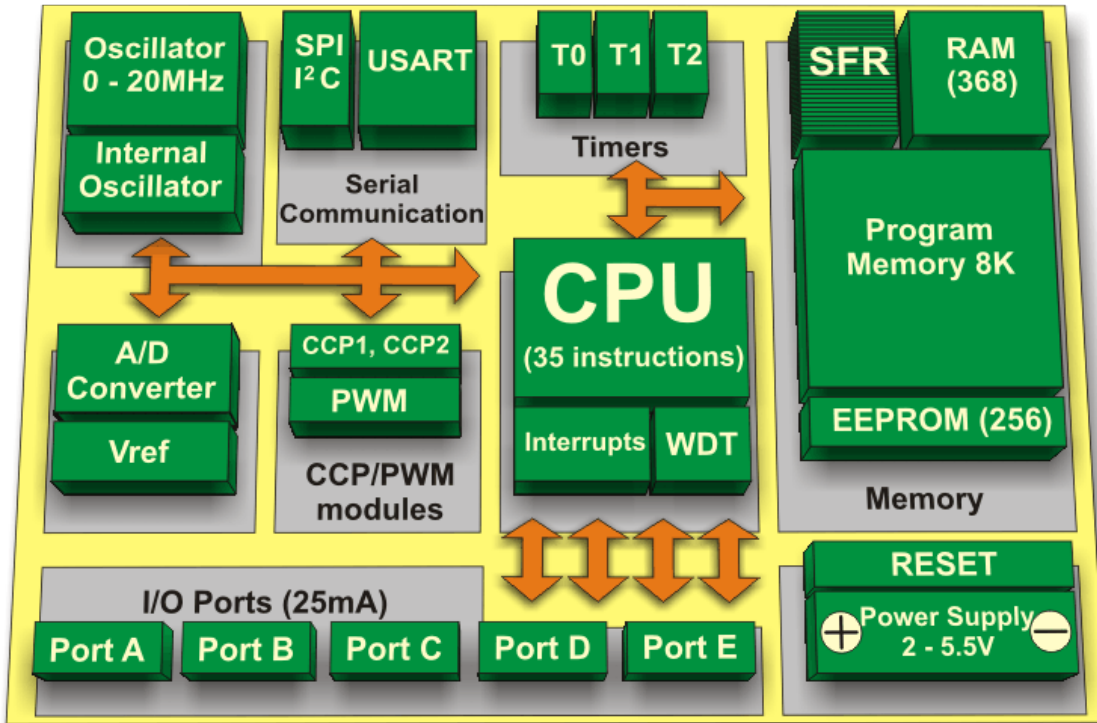 Oscillator
0 - 20MHz
Internal
Oscillator
SPI
I²C
USART
Serial
Communication
T0
T1
T2
Timers
SFR
RAM
(368)
Program
Memory 8K
EEPROM (256)
Memory
A/D
Converter
Vref
CCP1, CCP2
PWM
CCP/PWM
modules
CPU
(35 instructions)
Interrupts
WDT
I/O Ports (25mA)
Port A
Port B
Port C
Port D
Port E
RESET
+
Power Supply
2 - 5.5V
−